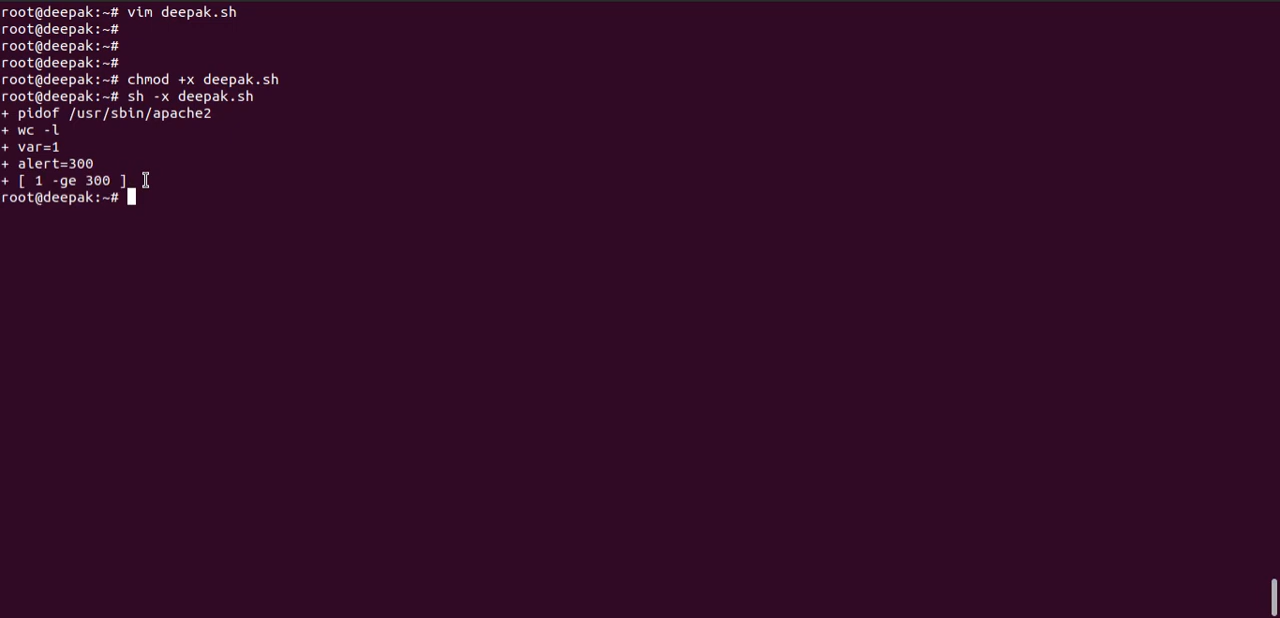 root@deepak:~# vim deepak.sh
root@deepak:~#
root@deepak:~#
root@deepak:~#
root@deepak:~# chmod +x deepak.sh
root@deepak:~# sh -x deepak.sh
+ pidof /usr/sbin/apache2
+ wc -l
+ var=1
+ alert=300
+ [ 1 -ge 300 ]
root@deepak:~#